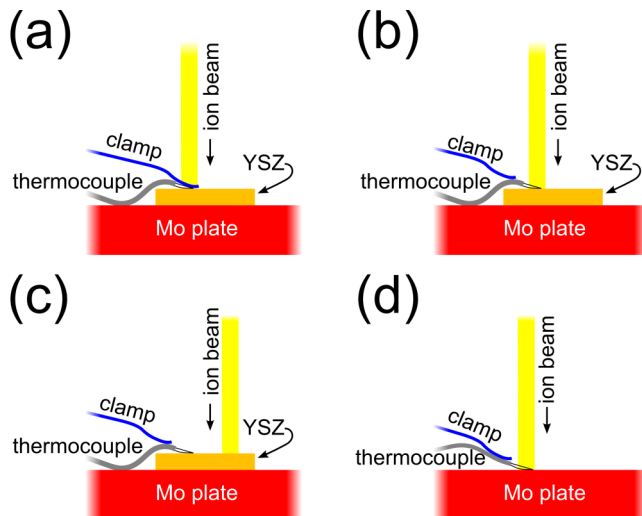 (a)
ion beam
clamp
YSZ
thermocouple
Mo plate
(b)
ion beam
clamp
YSZ
thermocouple
Mo plate
(c)
ion beam
clamp
YSZ
thermocouple
Mo plate
(d)
ion beam
clamp
thermocouple
Mo plate